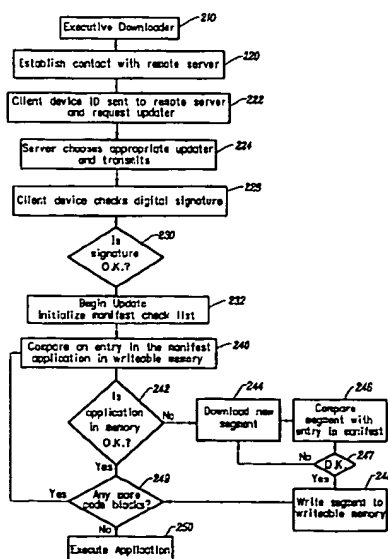 210
Executive Downloader
220
Establish contact with remote server
222
Client device ID sent to remote server
and request updater
224
Server chooses appropriate updater
and transmits
Client device checks digital signature
230
Is
signature
O.K.?
232
Begin Update
Initialize manifest check list
240
Compare an entry in the manifest
application in writeable memory
242
Is
application
in memory
O.K.?
No
Yes
244
Download new
segment
246
Compare
segment with
entry in manifest
247
O.K.
No
Yes
Write segment to
writeable memory
249
Any more
code blocks?
Yes
No
250
Execute Application